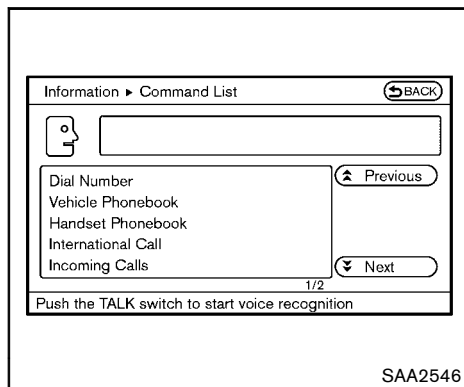 Information ▸ Command List BACK
Dial Number
Previous
Vehicle Phonebook
Handset Phonebook
International Call
Incoming Calls
Next
1/2
Push the TALK switch to start voice recognition
SAA2546